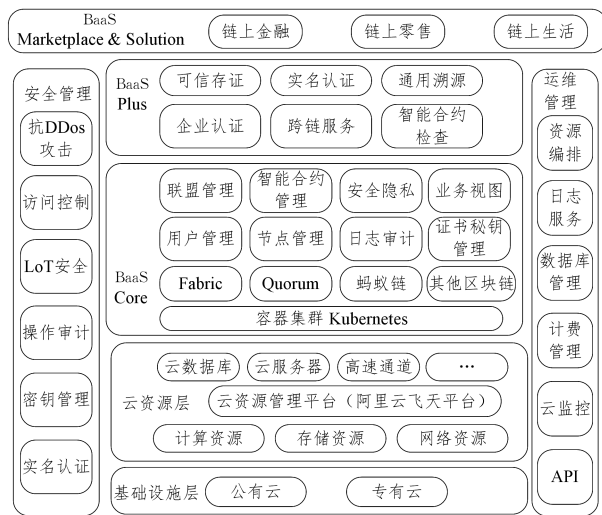 BaaS
Marketplace & Solution
链上金融
链上零售
链上生活
安全管理
抗DDos
攻击
访问控制
LoT安全
操作审计
密钥管理
实名认证
BaaS
Plus
可信存证
实名认证
通用溯源
企业认证
跨链服务
智能合约
检查
BaaS
Core
联盟管理
智能合约
管理
安全隐私
业务视图
用户管理
节点管理
日志审计
证书秘钥
管理
Fabric
Quorum
蚂蚁链
其他区块链
容器集群 Kubernetes
云资源层
云数据库
云服务器
高速通道
…
云资源管理平台（阿里云飞天平台）
计算资源
存储资源
网络资源
基础设施层
公有云
专有云
运维
管理
资源
编排
日志
服务
数据库
管理
计费
管理
云监控
API